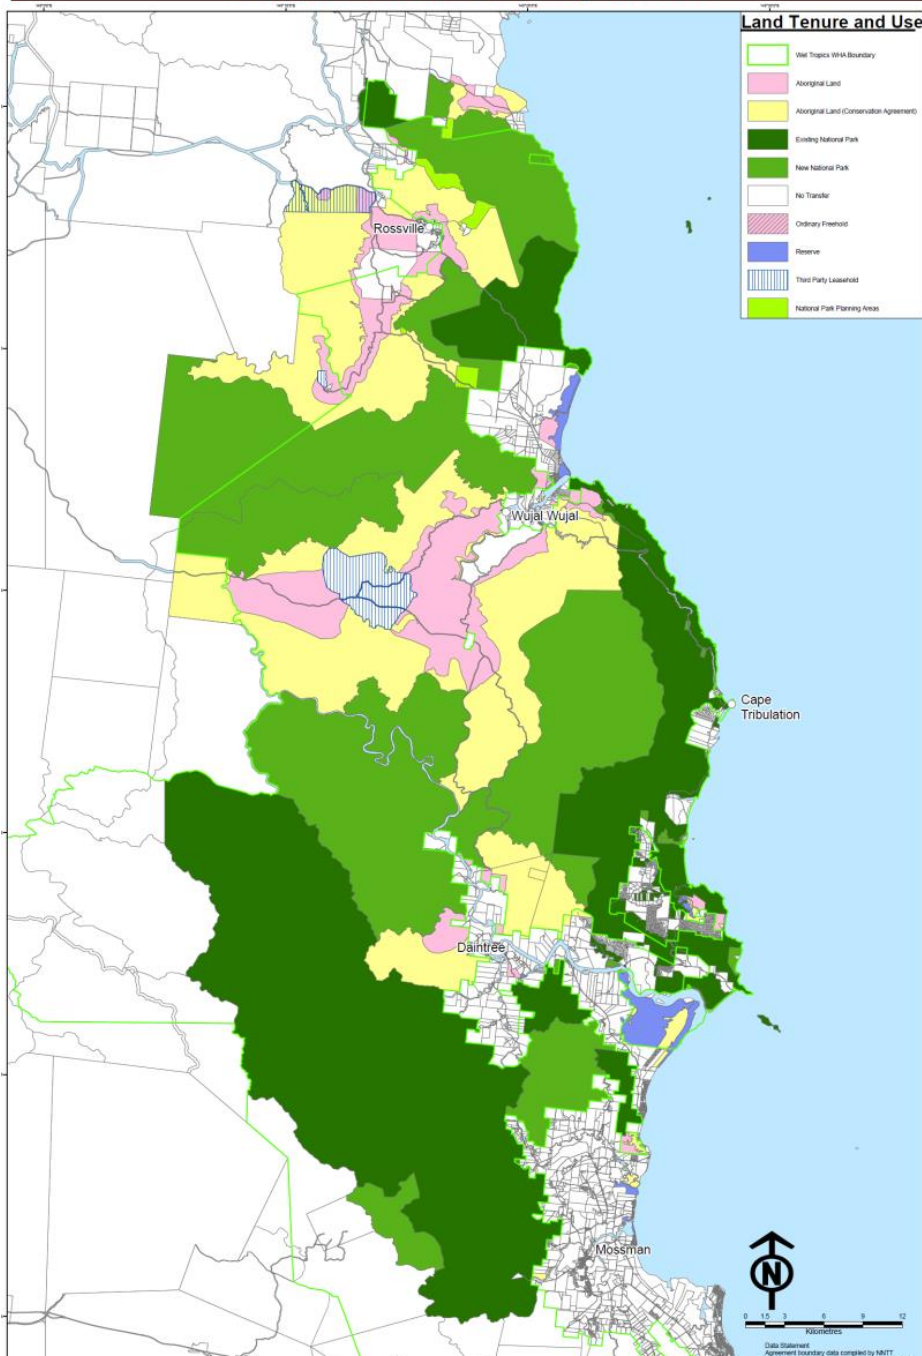 Land Tenure and Use
Wet Tropics WHA Boundary
Aboriginal Land
Aboriginal Land (Conservation Agreement)
Existing National Park
New National Park
No Transfer
Ordinary Freehold
Reserve
Third Party Leasehold
National Park Planning Areas
Rossville
Wujal Wujal
Cape
Tribulation
Daintree
Mossman
N
0 1.5 3 6 9 12
Kilometres
Data Statement
Agreement boundary data compiled by NNTT